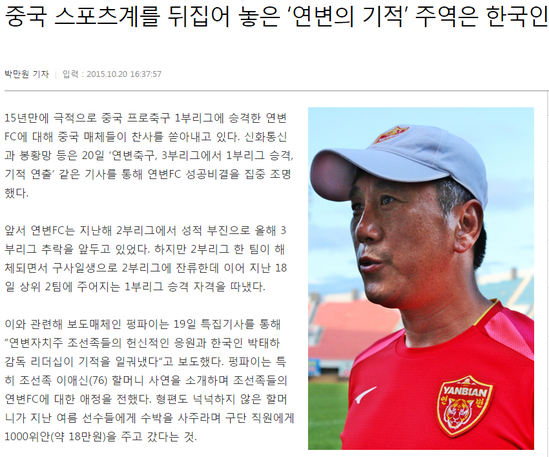 중국 스포츠계를 뒤집어 놓은 ‘연변의 기적’ 주역은 한국인
박만원 기자 | 입력 : 2015.10.20 16:37:57
15년만에 극적으로 중국 프로축구 1부리그에 승격한 연변
FC에 대해 중국 매체들이 찬사를 쏟아내고 있다. 신화통신
과 봉황망 등은 20일 ‘연변축구, 3부리그에서 1부리그 승격,
기적 연출’ 같은 기사를 통해 연변FC 성공비결을 집중 조명
했다.
앞서 연변FC는 지난해 2부리그에서 성적 부진으로 올해 3
부리그 추락을 앞두고 있었다. 하지만 2부리그 한 팀이 해
체되면서 구사일생으로 2부리그에 잔류한데 이어 지난 18
일 상위 2팀에 주어지는 1부리그 승격 자격을 따냈다.
이와 관련해 보도매체인 펑파이는 19일 특집기사를 통해
“연변자치주 조선족들의 헌신적인 응원과 한국인 박태하
감독 리더십이 기적을 일궈냈다“고 보도했다. 펑파이는 특
히 조선족 이애신(76) 할머니 사연을 소개하며 조선족들의
연변FC에 대한 애정을 전했다. 형편도 넉넉하지 않은 할머
니가 지난 여름 선수들에게 수박을 사주라며 구단 직원에게
1000위안(약 18만원)을 주고 갔다는 것.
YANBIAN
연변